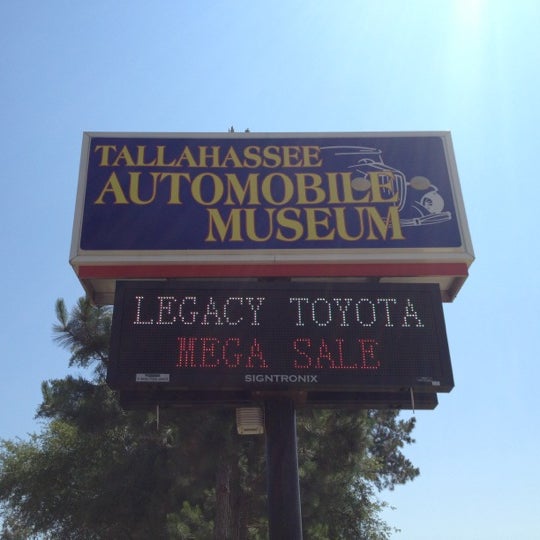 TALLAHASSEE
AUTOMOBILE
MUSEUM
LEGACY TOYOTA
MEGA SALE
SIGNTRONIX